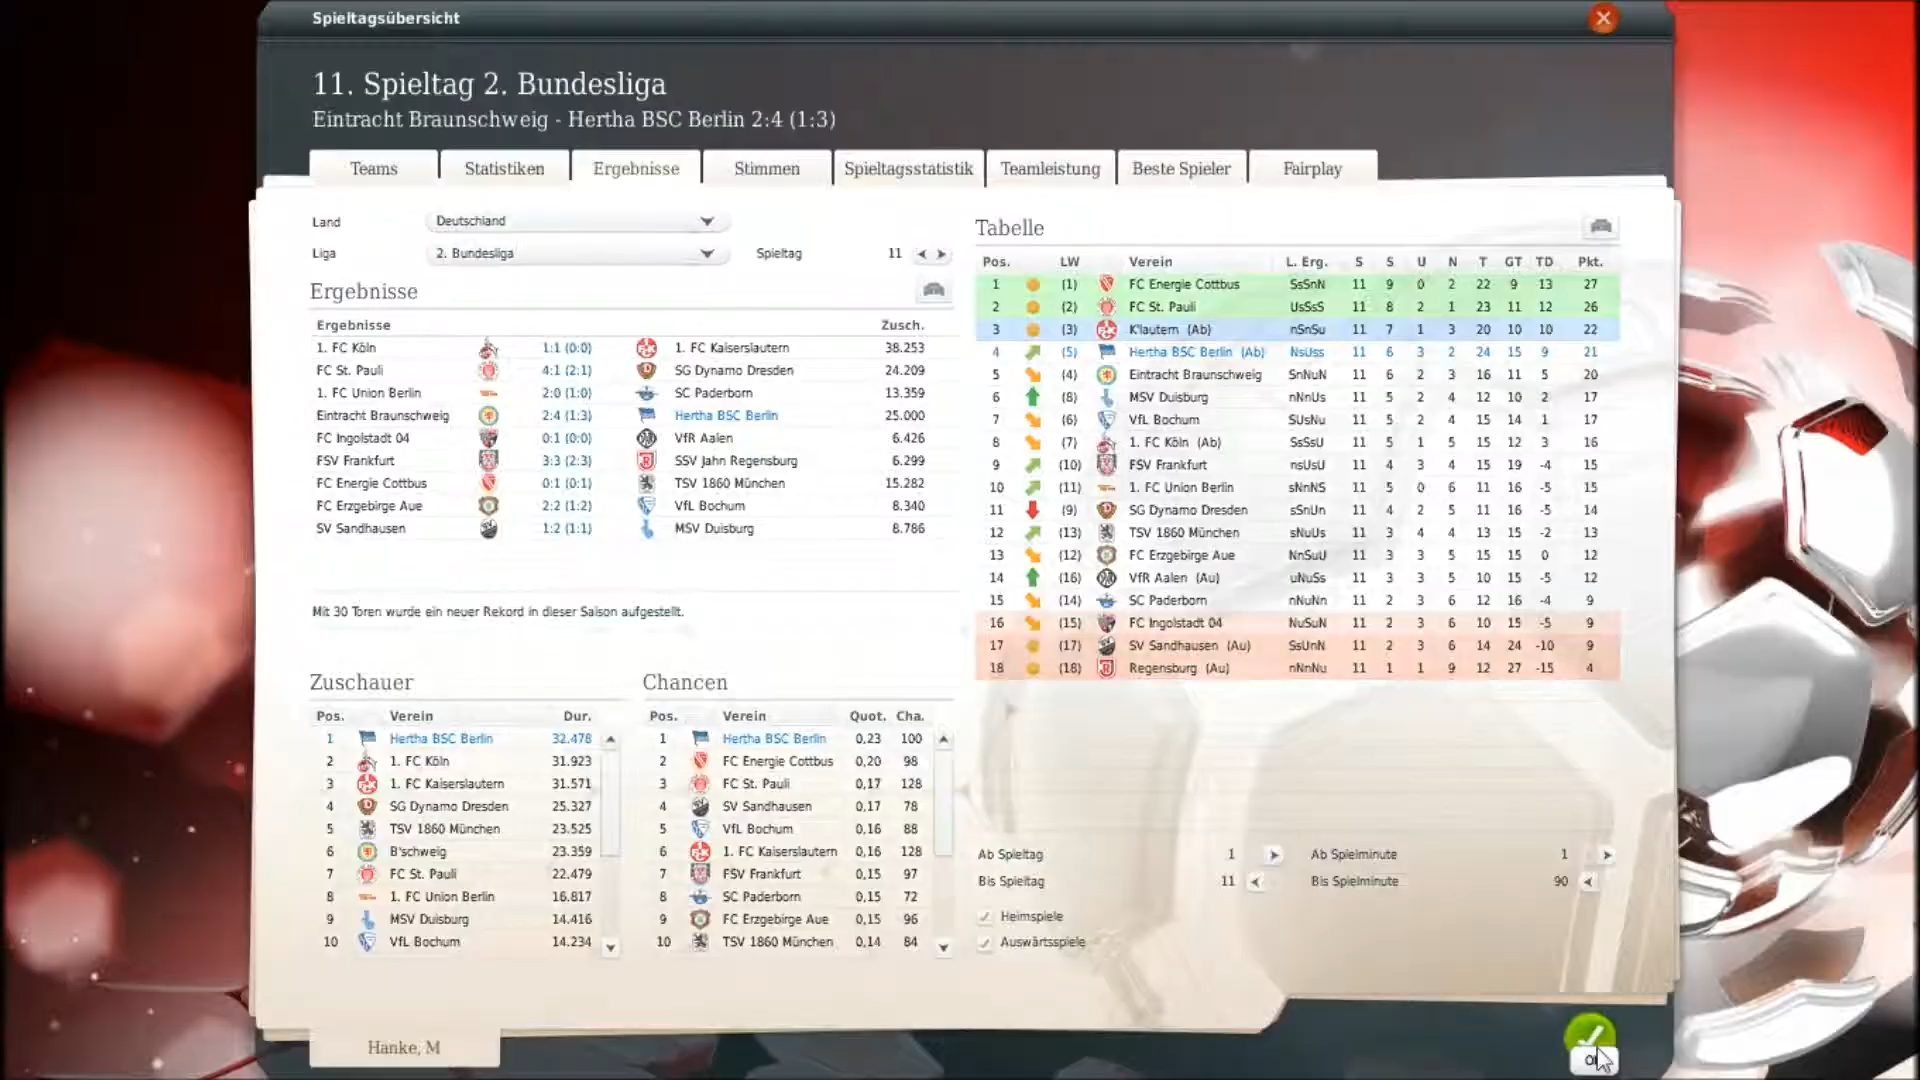 Spieltagsübersicht
11. Spieltag 2. Bundesliga
Eintracht Braunschweig - Hertha BSC Berlin 2:4 (1:3)
Teams Statistiken Ergebnisse Stimmen Spieltagsstatistik Teamleistung Beste Spieler Fairplay
Land Deutschland
Liga 2. Bundesliga Spieltag 11
Ergebnisse
Ergebnisse Zusch.
1. FC Köln 1:1 (0:0) 1. FC Kaiserslautern 38.253
FC St. Pauli 4:1 (2:1) SG Dynamo Dresden 24.209
1. FC Union Berlin 2:0 (1:0) SC Paderborn 13.359
Eintracht Braunschweig 2:4 (1:3) Hertha BSC Berlin 25.000
FC Ingolstadt 04 0:1 (0:0) VfR Aalen 6.426
FSV Frankfurt 3:3 (2:3) SSV Jahn Regensburg 6.299
FC Energie Cottbus 0:1 (0:1) TSV 1860 München 15.282
FC Erzgebirge Aue 2:2 (1:2) VfL Bochum 8.340
SV Sandhausen 1:2 (1:1) MSV Duisburg 8.786
Mit 30 Toren wurde ein neuer Rekord in dieser Saison aufgestellt.
Zuschauer
Pos. Verein Dur.
1 Hertha BSC Berlin 32.478
2 1. FC Köln 31.923
3 1. FC Kaiserslautern 31.571
4 SG Dynamo Dresden 25.327
5 TSV 1860 München 23.525
6 B'schweig 23.359
7 FC St. Pauli 22.479
8 1. FC Union Berlin 16.817
9 MSV Duisburg 14.416
10 VfL Bochum 14.234
Chancen
Pos. Verein Quot. Cha.
1 Hertha BSC Berlin 0,23 100
2 FC Energie Cottbus 0,20 98
3 FC St. Pauli 0,17 128
4 SV Sandhausen 0,17 78
5 VfL Bochum 0,16 88
6 1. FC Kaiserslautern 0,16 128
7 FSV Frankfurt 0,15 97
8 SC Paderborn 0,15 72
9 FC Erzgebirge Aue 0,15 96
10 TSV 1860 München 0,14 84
Tabelle
Pos. LW Verein L. Erg. S S U N T GT TD Pkt.
1 (1) FC Energie Cottbus SsSnN 11 9 0 2 22 9 13 27
2 (2) FC St. Pauli UsSsS 11 8 2 1 23 11 12 26
3 (3) K'lautern (Ab) nSnSu 11 7 1 3 20 10 10 22
4 (5) Hertha BSC Berlin (Ab) NsUss 11 6 3 2 24 15 9 21
5 (4) Eintracht Braunschweig SnNuN 11 6 2 3 16 11 5 20
6 (8) MSV Duisburg nNnUs 11 5 2 4 12 10 2 17
7 (6) VfL Bochum SUsNu 11 5 2 4 15 14 1 17
8 (7) 1. FC Köln (Ab) SsSsU 11 5 1 5 15 12 3 16
9 (10) FSV Frankfurt nsUsU 11 4 3 4 15 19 -4 15
10 (11) 1. FC Union Berlin sNnNS 11 5 0 6 11 16 -5 15
11 (9) SG Dynamo Dresden sSnUn 11 4 2 5 11 16 -5 14
12 (13) TSV 1860 München sNuUs 11 3 4 4 13 15 -2 13
13 (12) FC Erzgebirge Aue NnSuU 11 3 3 5 15 15 0 12
14 (16) VfR Aalen (Au) uNuSs 11 3 3 5 10 15 -5 12
15 (14) SC Paderborn nNuNn 11 2 3 6 12 16 -4 9
16 (15) FC Ingolstadt 04 NuSuN 11 2 3 6 10 15 -5 9
17 (17) SV Sandhausen (Au) SsUnN 11 2 3 6 14 24 -10 9
18 (18) Regensburg (Au) nNnNu 11 1 1 9 12 27 -15 4
Ab Spieltag 1 Ab Spielminute 1
Bis Spieltag 11 Bis Spielminute 90
Heimspiele
Auswärtsspiele
Hanke, M